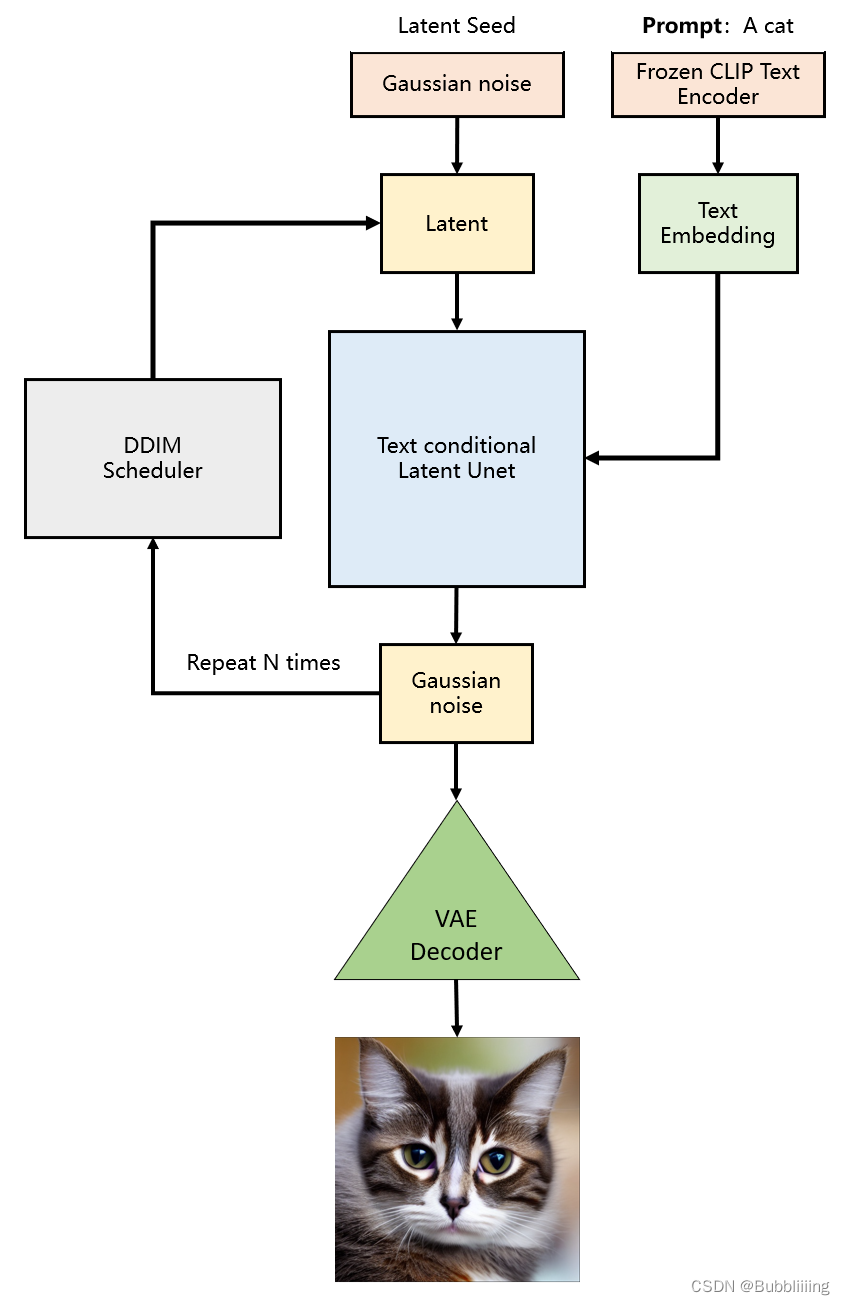 Latent Seed
Prompt：A cat
Gaussian noise
Frozen CLIP Text
Encoder
Latent
Text
Embedding
DDIM
Scheduler
Text conditional
Latent Unet
Repeat N times
Gaussian
noise
VAE
Decoder
CSDN @Bubbliiiing